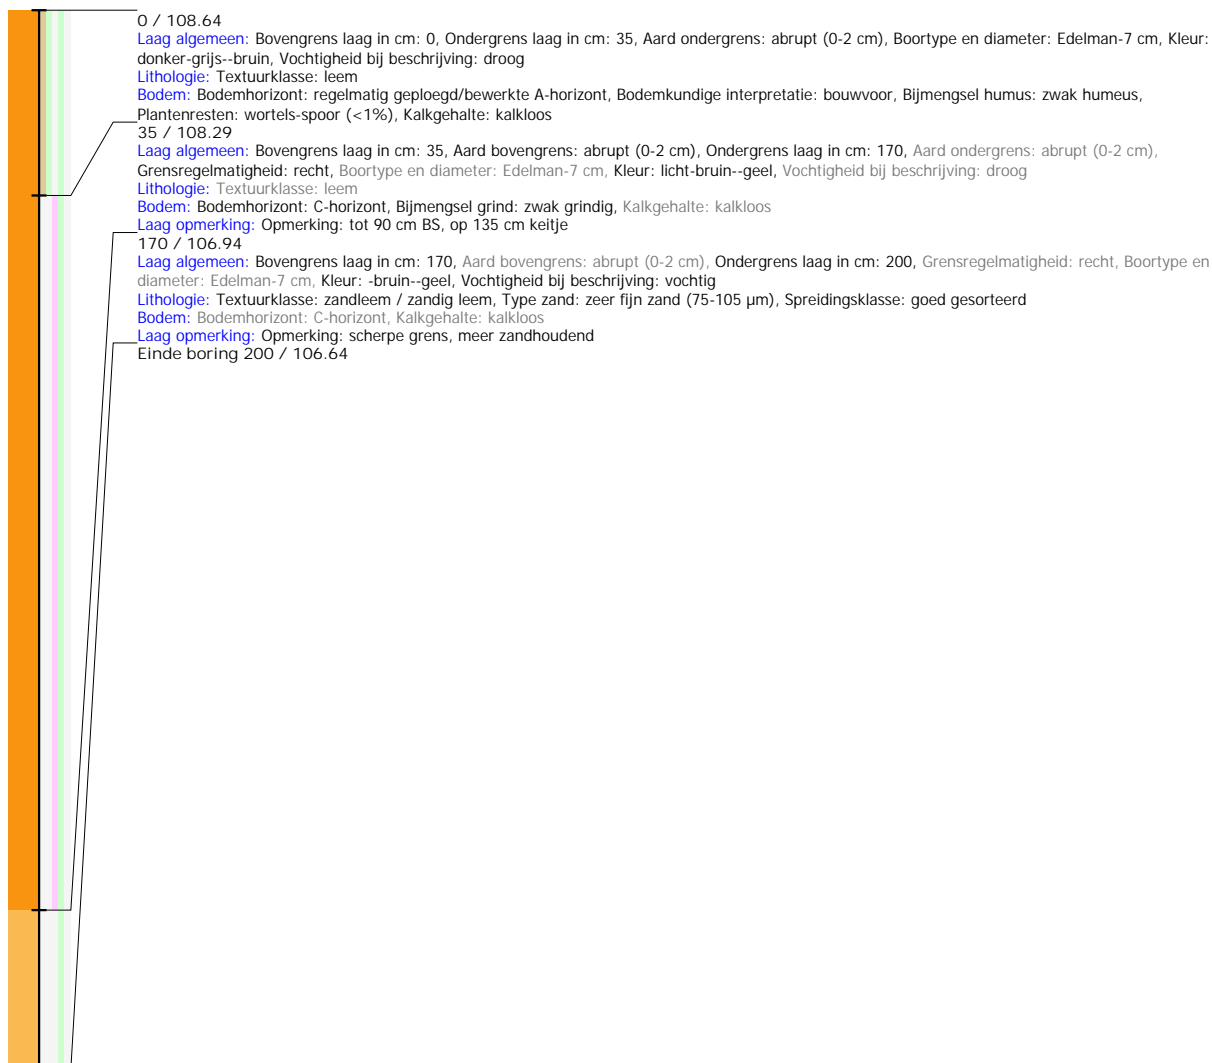 0 / 108.64
Laag algemeen: Bovengrens laag in cm: 0, Ondergrens laag in cm: 35, Aard ondergrens: abrupt (0-2 cm), Boortype en diameter: Edelman-7 cm, Kleur:
donker-grijs--bruin, Vochtigheid bij beschrijving: droog
Lithologie: Textuurklasse: leem
Bodem: Bodemhorizont: regelmatig geploegd/bewerkte A-horizont, Bodemkundige interpretatie: bouwvoor, Bijmengsel humus: zwak humeus,
Plantenresten: wortels-spoor (<1%), Kalkgehalte: kalkloos
35 / 108.29
Laag algemeen: Bovengrens laag in cm: 35, Aard bovengrens: abrupt (0-2 cm), Ondergrens laag in cm: 170, Aard ondergrens: abrupt (0-2 cm),
Grensregelmatigheid: recht, Boortype en diameter: Edelman-7 cm, Kleur: licht-bruin--geel, Vochtigheid bij beschrijving: droog
Lithologie: Textuurklasse: leem
Bodem: Bodemhorizont: C-horizont, Bijmengsel grind: zwak grindig, Kalkgehalte: kalkloos
Laag opmerking: Opmerking: tot 90 cm BS, op 135 cm keitje
170 / 106.94
Laag algemeen: Bovengrens laag in cm: 170, Aard bovengrens: abrupt (0-2 cm), Ondergrens laag in cm: 200, Grensregelmatigheid: recht, Boortype en
diameter: Edelman-7 cm, Kleur: -bruin--geel, Vochtigheid bij beschrijving: vochtig
Lithologie: Textuurklasse: zandleem / zandig leem, Type zand: zeer fijn zand (75-105 µm), Spreidingsklasse: goed gesorteerd
Bodem: Bodemhorizont: C-horizont, Kalkgehalte: kalkloos
Laag opmerking: Opmerking: scherpe grens, meer zandhoudend
Einde boring 200 / 106.64